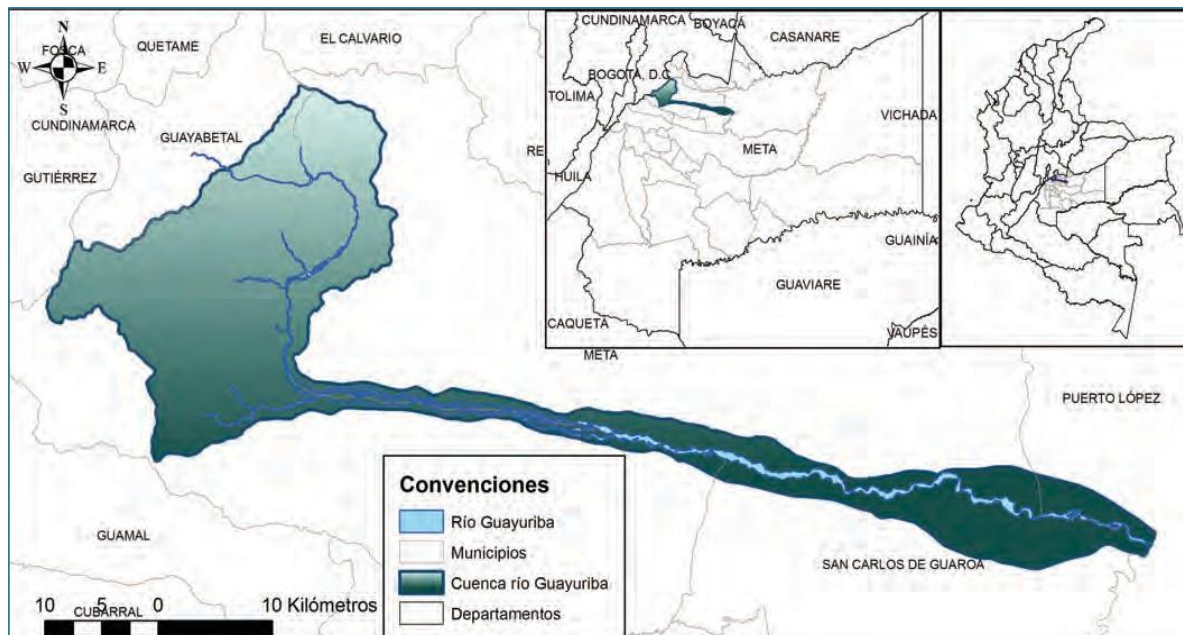 N
W E
S
FOSCA
QUETAME
EL CALVARIO
CUNDINAMARCA
GUAYABETAL
GUTIÉRREZ
CUNDINAMARCA
BOYACÁ
CASANARE
BOGOTÁ, D.C.
TOLIMA
VICHADA
RE
META
HUILA
GUAINÍA
GUAVIARE
CAQUETA
VAUPÉS
META
PUERTO LÓPEZ
GUAMAL
SAN CARLOS DE GUAROA
CUBARRAL
10 5 0 10 Kilómetros
Convenciones
Río Guayuriba
Municipios
Cuenca río Guayuriba
Departamentos